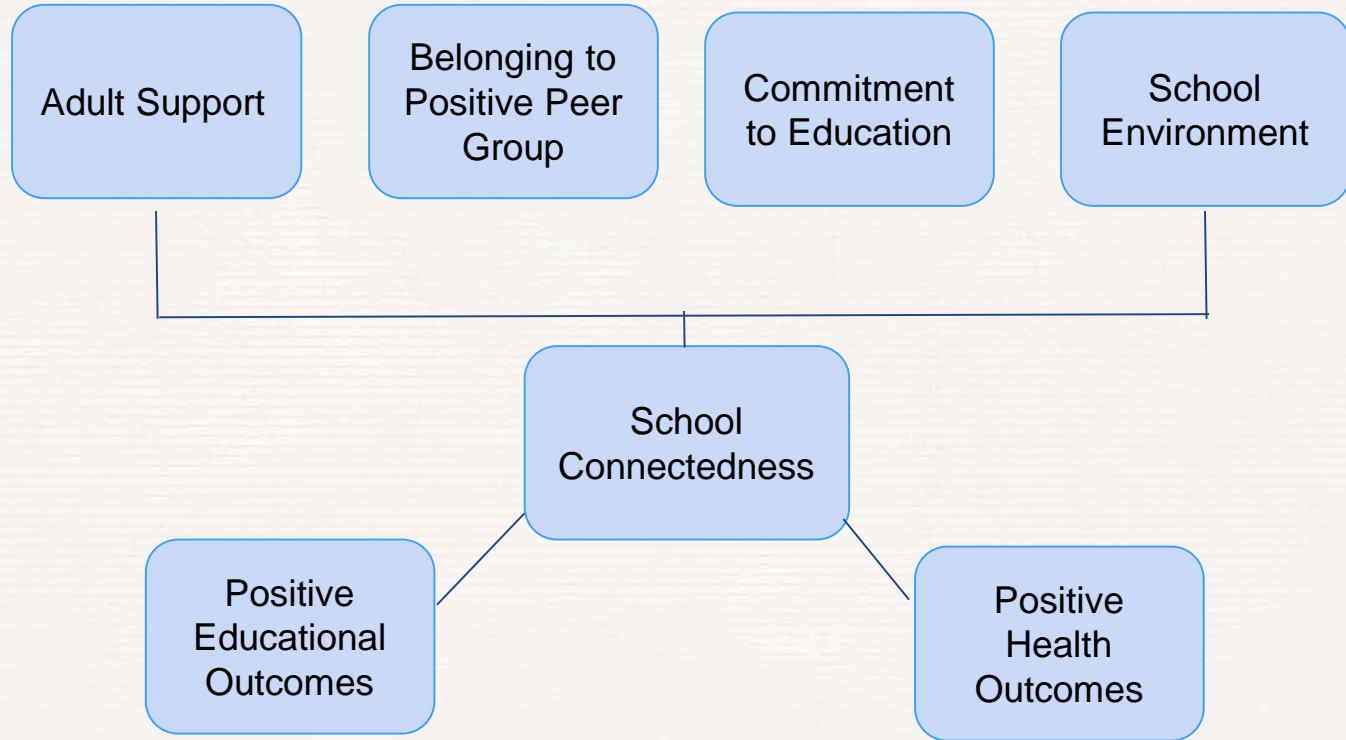 Adult Support
Belonging to
Positive Peer
Group
Commitment
to Education
School
Environment
School
Connectedness
Positive
Educational
Outcomes
Positive
Health
Outcomes